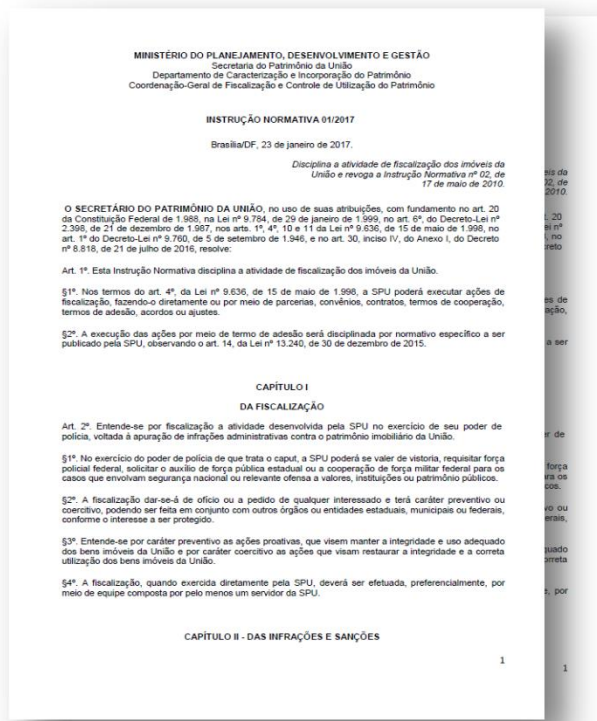 MINISTÉRIO DO PLANEJAMENTO, DESENVOLVIMENTO E GESTÃO
Secretaria do Patrimônio da União
Departamento de Caracterização e Incorporação do Patrimônio
Coordenação-Geral de Fiscalização e Controle de Utilização do Patrimônio
INSTRUÇÃO NORMATIVA 01/2017
Brasília/DF, 23 de janeiro de 2017.
Disciplina a atividade de fiscalização dos imóveis da
União e revoga a Instrução Normativa nº 02, de
17 de maio de 2010.
O SECRETÁRIO DO PATRIMÔNIO DA UNIÃO, no uso de suas atribuições, com fundamento no art. 20
da Constituição Federal de 1.988, na Lei nº 9.784, de 29 de janeiro de 1.999, no art. 6º, do Decreto-Lei nº
2.398, de 21 de dezembro de 1.987, nos arts. 1º, 4º, 10 e 11 da Lei nº 9.636, de 15 de maio de 1.998, no
art. 1º do Decreto-Lei nº 9.760, de 5 de setembro de 1.946, e no art. 30, inciso IV, do Anexo I, do Decreto
nº 8.818, de 21 de julho de 2016, resolve:
Art. 1º. Esta Instrução Normativa disciplina a atividade de fiscalização dos imóveis da União.
§1º. Nos termos do art. 4º, da Lei nº 9.636, de 15 de maio de 1.998, a SPU poderá executar ações de
fiscalização, fazendo-o diretamente ou por meio de parcerias, convênios, contratos, termos de cooperação,
termos de adesão, acordos ou ajustes.
§2º. A execução das ações por meio de termo de adesão será disciplinada por normativo específico a ser
publicado pela SPU, observando o art. 14, da Lei nº 13.240, de 30 de dezembro de 2015.
CAPÍTULO I
DA FISCALIZAÇÃO
Art. 2º. Entende-se por fiscalização a atividade desenvolvida pela SPU no exercício de seu poder de
polícia, voltada à apuração de infrações administrativas contra o patrimônio imobiliário da União.
§1º. No exercício do poder de polícia de que trata o caput, a SPU poderá se valer de vistoria, requisitar força
policial federal, solicitar o auxílio de força pública estadual ou a cooperação de força militar federal para os
casos que envolvam segurança nacional ou relevante ofensa a valores, instituições ou patrimônio públicos.
§2º. A fiscalização dar-se-á de ofício ou a pedido de qualquer interessado e terá caráter preventivo ou
coercitivo, podendo ser feita em conjunto com outros órgãos ou entidades estaduais, municipais ou federais,
conforme o interesse a ser protegido.
§3º. Entende-se por caráter preventivo as ações proativas, que visem manter a integridade e uso adequado
dos bens imóveis da União e por caráter coercitivo as ações que visam restaurar a integridade e a correta
utilização dos bens imóveis da União.
§4º. A fiscalização, quando exercida diretamente pela SPU, deverá ser efetuada, preferencialmente, por
meio de equipe composta por pelo menos um servidor da SPU.
CAPÍTULO II - DAS INFRAÇÕES E SANÇÕES
1
2010.
. 20
, no
creto
es de
ação,
a ser
r de
força
ra os
cos.
vo ou
erais,
quado
orreta
, por
1